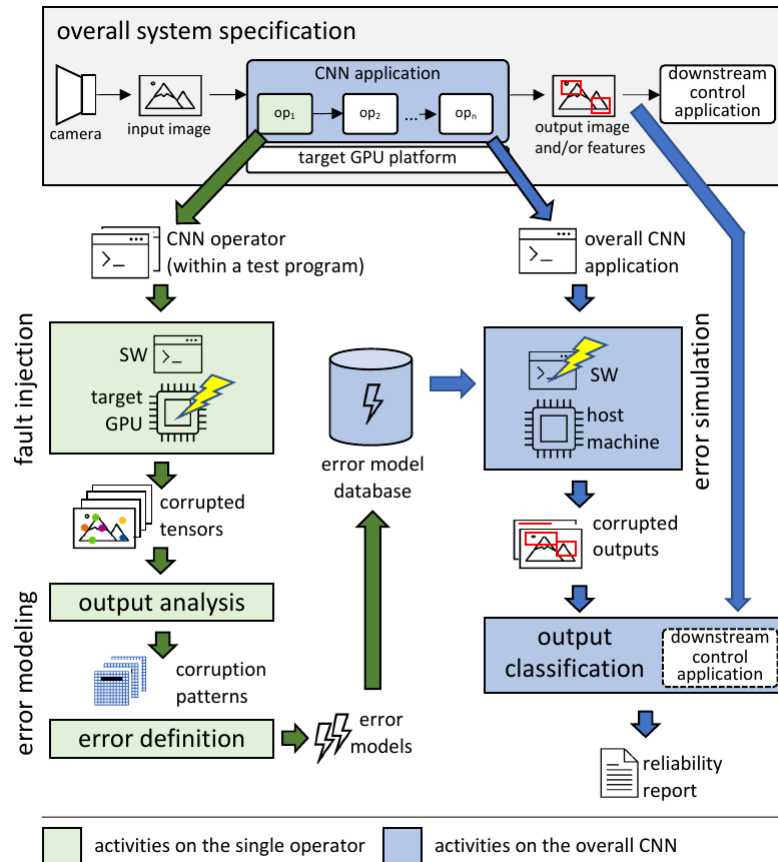 overall system specification
CNN application
camera
input image
op1
op2
...
opn
target GPU platform
output image
and/or features
downstream
control
application
CNN operator
(within a test program)
overall CNN
application
fault injection
SW
target
GPU
error model
database
SW
host
machine
error simulation
corrupted
tensors
corrupted
outputs
error modeling
output analysis
corruption
patterns
error definition
error
models
output
classification
downstream
control
application
reliability
report
activities on the single operator
activities on the overall CNN